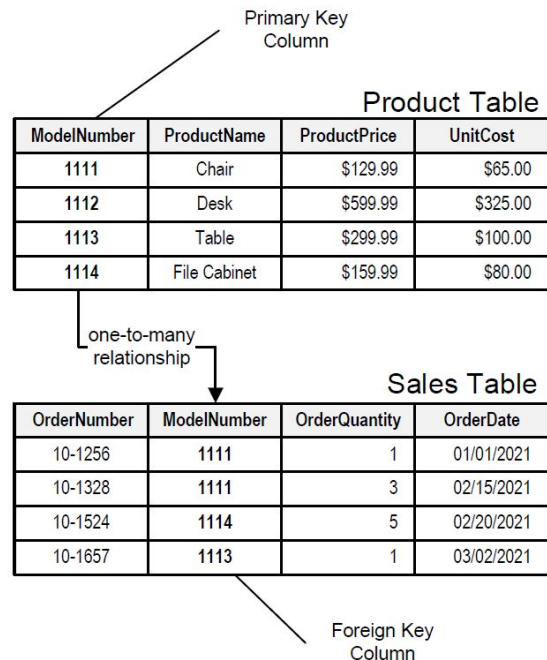 Primary Key
Column
Product Table
ModelNumber ProductName ProductPrice UnitCost
1111 Chair $129.99 $65.00
1112 Desk $599.99 $325.00
1113 Table $299.99 $100.00
1114 File Cabinet $159.99 $80.00
one-to-many
relationship
Sales Table
OrderNumber ModelNumber OrderQuantity OrderDate
10-1256 1111 1 01/01/2021
10-1328 1111 3 02/15/2021
10-1524 1114 5 02/20/2021
10-1657 1113 1 03/02/2021
Foreign Key
Column